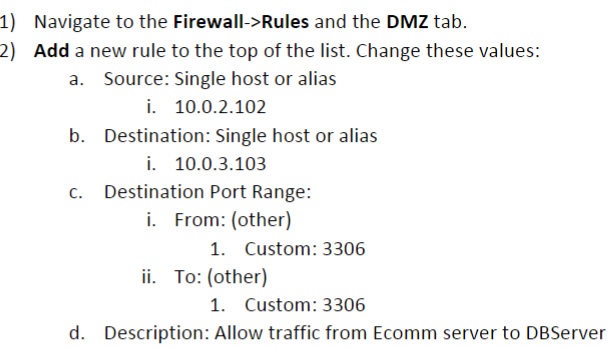 1) Navigate to the Firewall->Rules and the DMZ tab.
2) Add a new rule to the top of the list. Change these values:
a. Source: Single host or alias
i. 10.0.2.102
b. Destination: Single host or alias
i. 10.0.3.103
c. Destination Port Range:
i. From: (other)
1. Custom: 3306
ii. To: (other)
1. Custom: 3306
d. Description: Allow traffic from Ecomm server to DBServer